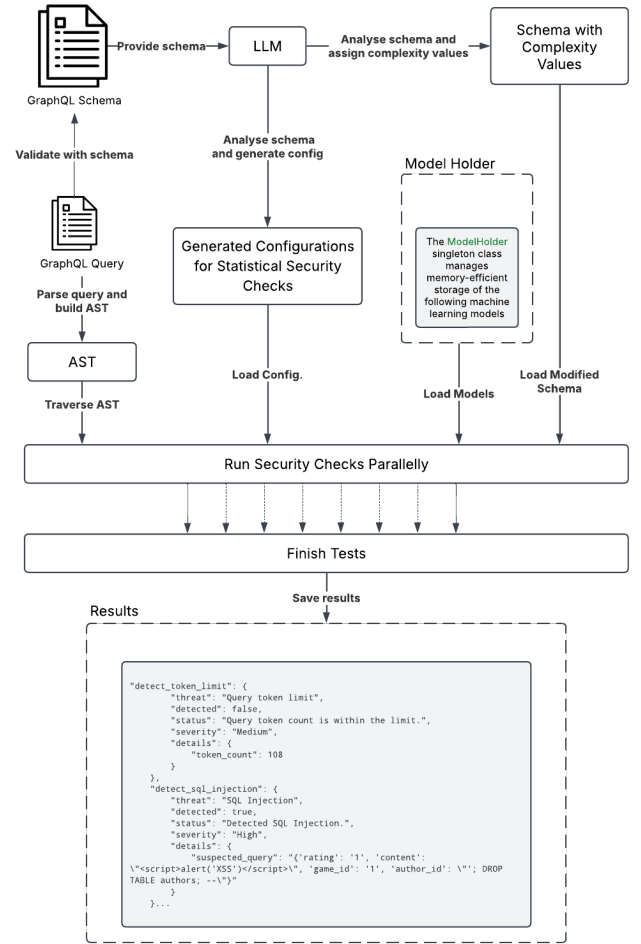 Provide schema
LLM
Analyse schema and
assign complexity values
Schema with
Complexity
Values
GraphQL Schema
Validate with schema
Analyse schema
and generate config
Model Holder
GraphQL Query
Parse query and
build AST
Generated Configurations
for Statistical Security
Checks
The ModelHolder
singleton class
manages
memory-efficient
storage of the
following machine
learning models
AST
Traverse AST
Load Config.
Load Models
Load Modified
Schema
Run Security Checks Parallelly
Finish Tests
Save results
Results
"detect_token_limit": {
"threat": "Query token limit",
"detected": false,
"status": "Query token count is within the limit.",
"severity": "Medium",
"details": {
"token_count": 108
}
},
"detect_sql_injection": {
"threat": "SQL Injection",
"detected": true,
"status": "Detected SQL Injection.",
"severity": "High",
"details": {
"suspected_query": "{'rating': '1', 'content':
\"<script>alert('XSS')</script>\", 'game_id': '1', 'author_id': \"'; DROP
TABLE authors; --\"}"
}
}...